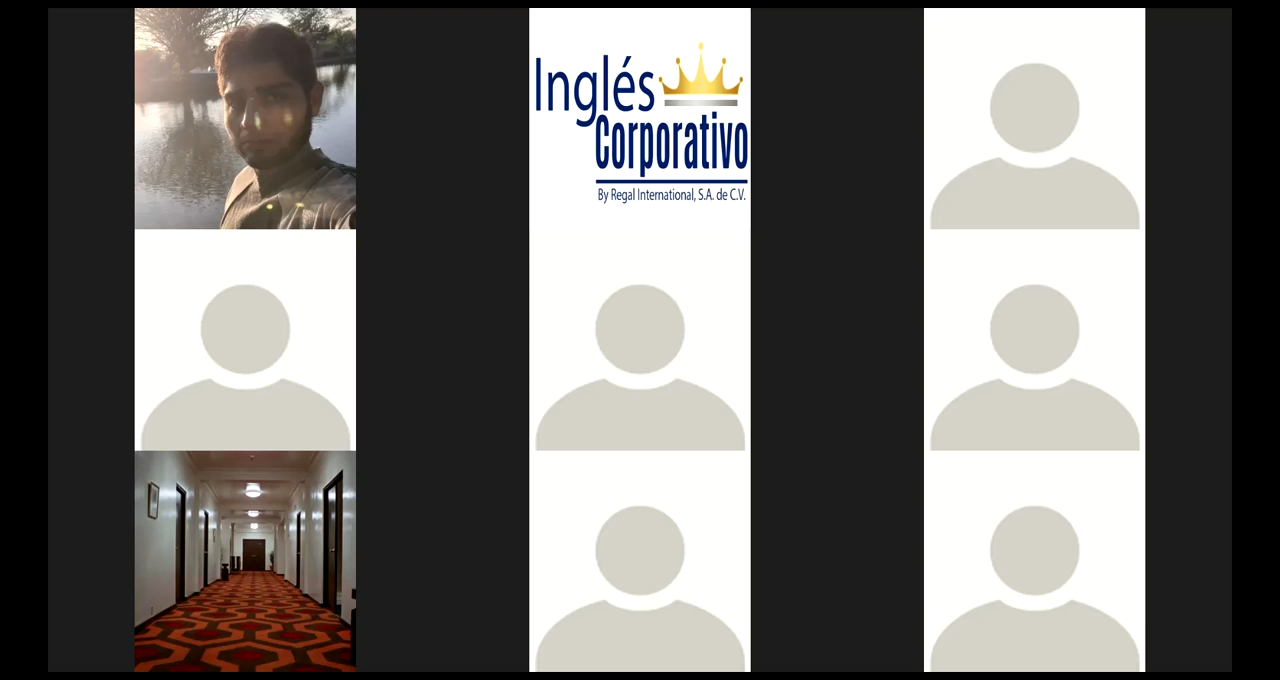 Inglés
Corporativo
By Regal International, S.A. de C.V.